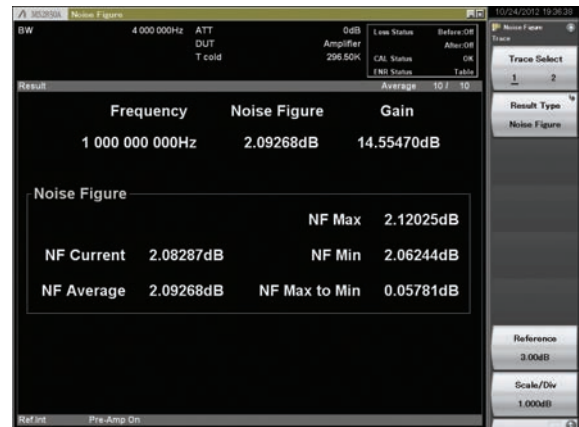 MS2850A Noise Figure
10/24/2012 19:36:38
BW 4 000 000Hz ATT 0dB
DUT Amplifier
T cold 296.50K
Loss Status Before:Off
After:Off
CAL Status OK
ENR Status Table
Result Average 10 / 10
Frequency Noise Figure Gain
1 000 000 000Hz 2.09268dB 14.55470dB
Noise Figure
NF Max 2.12025dB
NF Current 2.08287dB NF Min 2.06244dB
NF Average 2.09268dB NF Max to Min 0.05781dB
Ref.Int Pre-Amp On
Noise Figure
Trace
Trace Select
1 2
Result Type
Noise Figure
Reference
3.00dB
Scale/Div
1.000dB